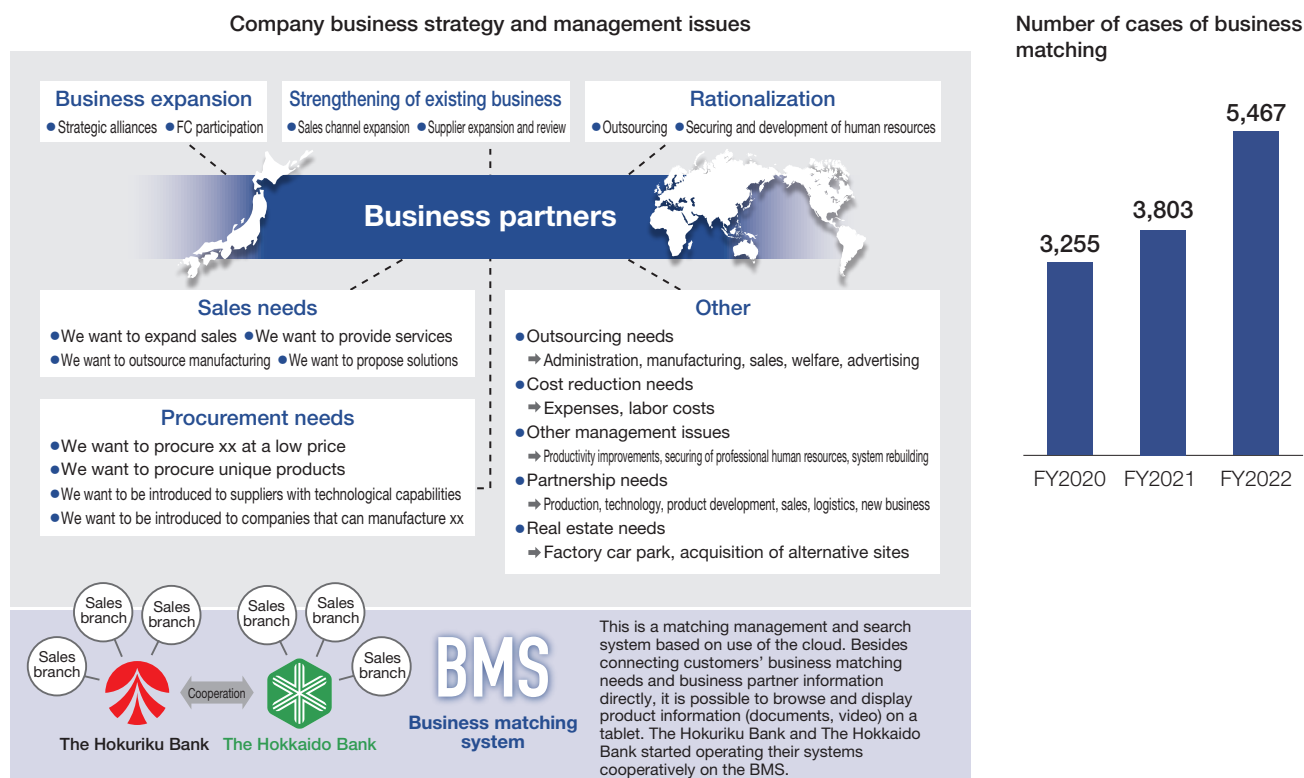 Company business strategy and management issues
Business expansion
● Strategic alliances ● FC participation
Strengthening of existing business
● Sales channel expansion ● Supplier expansion and review
Rationalization
● Outsourcing ● Securing and development of human resources
Business partners
Sales needs
● We want to expand sales ● We want to provide services
● We want to outsource manufacturing ● We want to propose solutions
Procurement needs
● We want to procure xx at a low price
● We want to procure unique products
● We want to be introduced to suppliers with technological capabilities
● We want to be introduced to companies that can manufacture xx
Other
● Outsourcing needs
➡ Administration, manufacturing, sales, welfare, advertising
● Cost reduction needs
➡ Expenses, labor costs
● Other management issues
➡ Productivity improvements, securing of professional human resources, system rebuilding
● Partnership needs
➡ Production, technology, product development, sales, logistics, new business
● Real estate needs
➡ Factory car park, acquisition of alternative sites
Sales
branch
Sales
branch
Sales
branch
The Hokuriku Bank
Cooperation
Sales
branch
Sales
branch
Sales
branch
The Hokkaido Bank
BMS
Business matching
system
This is a matching management and search
system based on use of the cloud. Besides
connecting customers' business matching
needs and business partner information
directly, it is possible to browse and display
product information (documents, video) on a
tablet. The Hokuriku Bank and The Hokkaido
Bank started operating their systems
cooperatively on the BMS.
Number of cases of business
matching
3,255
3,803
5,467
FY2020 FY2021 FY2022